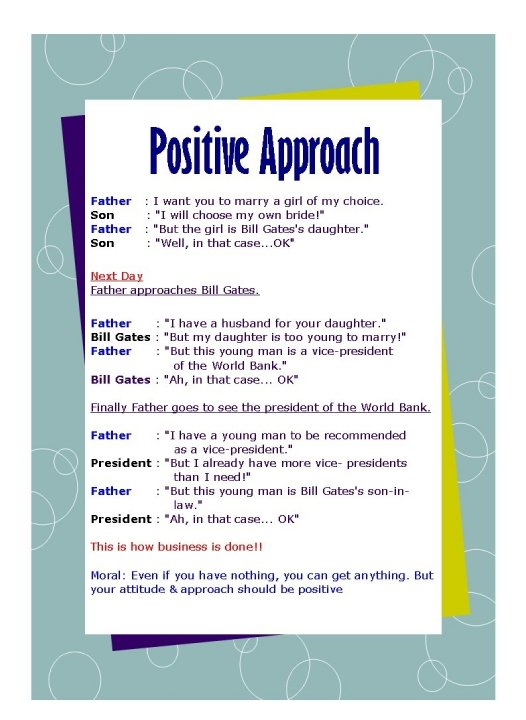 Positive Approach
Father : I want you to marry a girl of my choice.
Son : "I will choose my own bride!"
Father : "But the girl is Bill Gates's daughter."
Son : "Well, in that case...OK"
Next Day
Father approaches Bill Gates.
Father : "I have a husband for your daughter."
Bill Gates : "But my daughter is too young to marry!"
Father : "But this young man is a vice-president
of the World Bank."
Bill Gates : "Ah, in that case... OK"
Finally Father goes to see the president of the World Bank.
Father : "I have a young man to be recommended
as a vice-president."
President : "But I already have more vice- presidents
than I need!"
Father : "But this young man is Bill Gates's son-in-
law."
President : "Ah, in that case... OK"
This is how business is done!!
Moral: Even if you have nothing, you can get anything. But
your attitude & approach should be positive